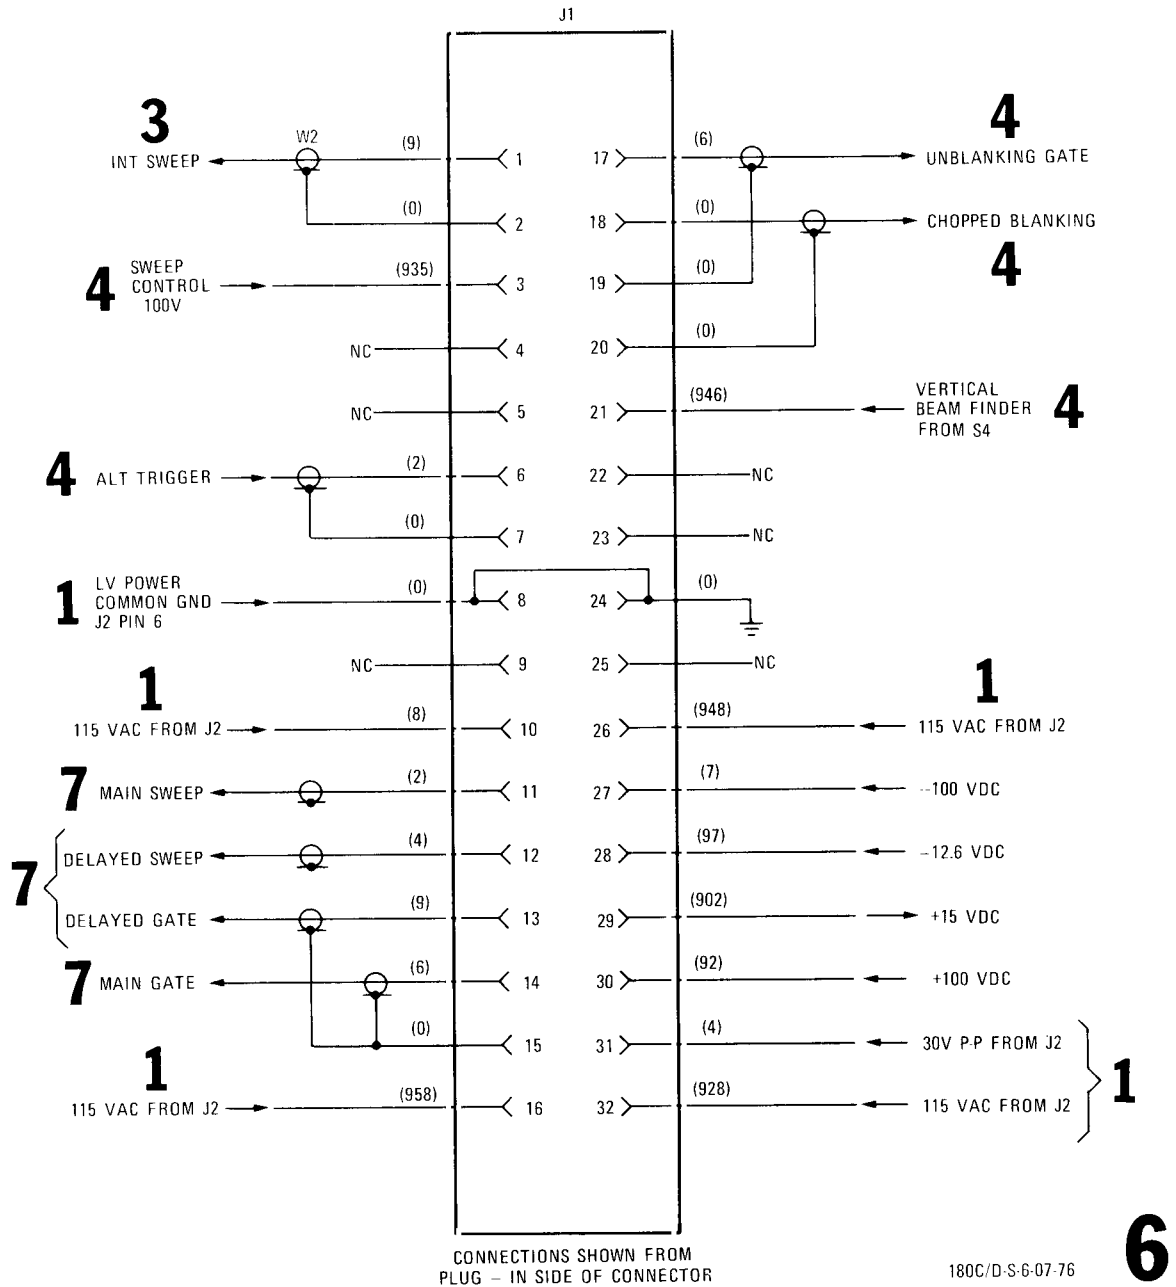 J1
3
W2
INT SWEEP
(9)
1
(0)
2
4
SWEEP
CONTROL
100V
(935)
3
NC
4
NC
5
4
ALT TRIGGER
(2)
6
(0)
7
1
LV POWER
COMMON GND
J2 PIN 6
(0)
8
NC
9
1
115 VAC FROM J2
(8)
10
7
MAIN SWEEP
(2)
11
7
DELAYED SWEEP
(4)
12
DELAYED GATE
(9)
13
7
MAIN GATE
(6)
14
(0)
15
1
115 VAC FROM J2
(958)
16
4
17
(6)
UNBLANKING GATE
18
(0)
CHOPPED BLANKING
4
19
(0)
20
(0)
21
(946)
VERTICAL
BEAM FINDER
FROM S4
4
22
NC
23
NC
24
(0)
25
NC
1
26
(948)
115 VAC FROM J2
27
(7)
-100 VDC
28
(97)
-12.6 VDC
29
(902)
+15 VDC
30
(92)
+100 VDC
31
(4)
30V P-P FROM J2
1
32
(928)
115 VAC FROM J2
CONNECTIONS SHOWN FROM
PLUG - IN SIDE OF CONNECTOR
180C/D-S-6-07-76
6